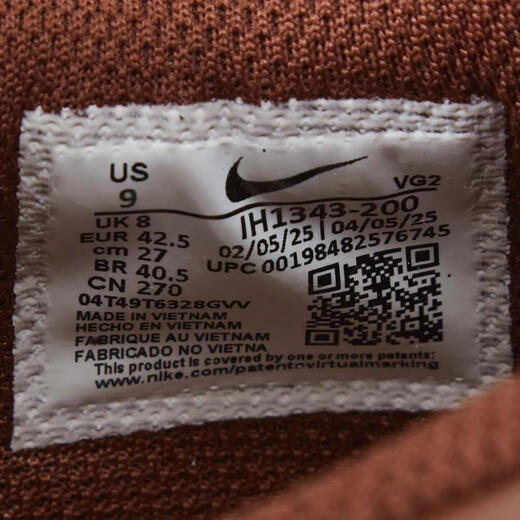 US
9
UK 8
EUR 42.5
cm 27
BR 40.5
CN 270
VG2
IH1343-200
02/05/25 | 04/05/25
UPC 00198482576745
04T49T6328GVV
MADE IN VIETNAM
HECHO EN VIETNAM
FABRIQUE AU VIETNAM
FABRICADO NO VIETNA
This product is covered by one or more patents:
www.nike.com/patentovirtualmarking